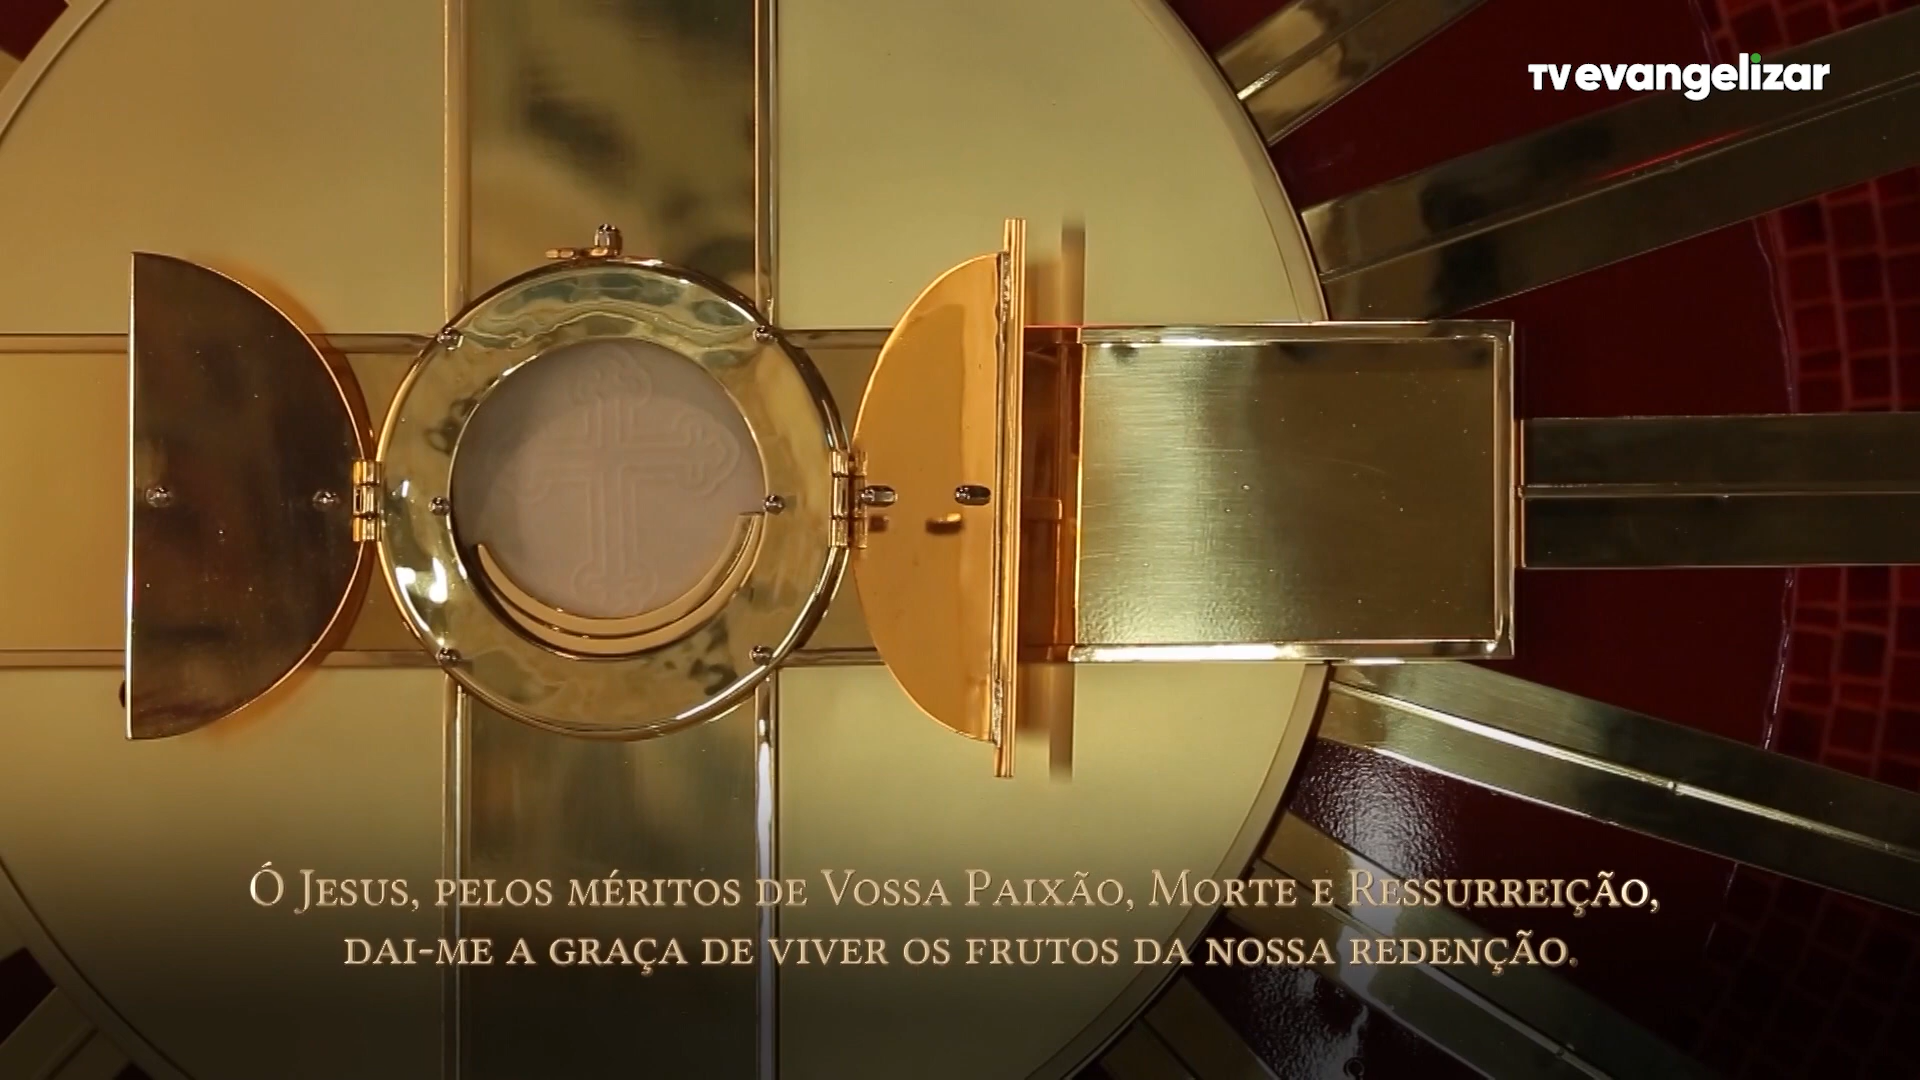 TV evangelizar
Ó Jesus, pelos méritos de Vossa Paixão, Morte e Ressurreição,
dai-me a graça de viver os frutos da nossa redenção.